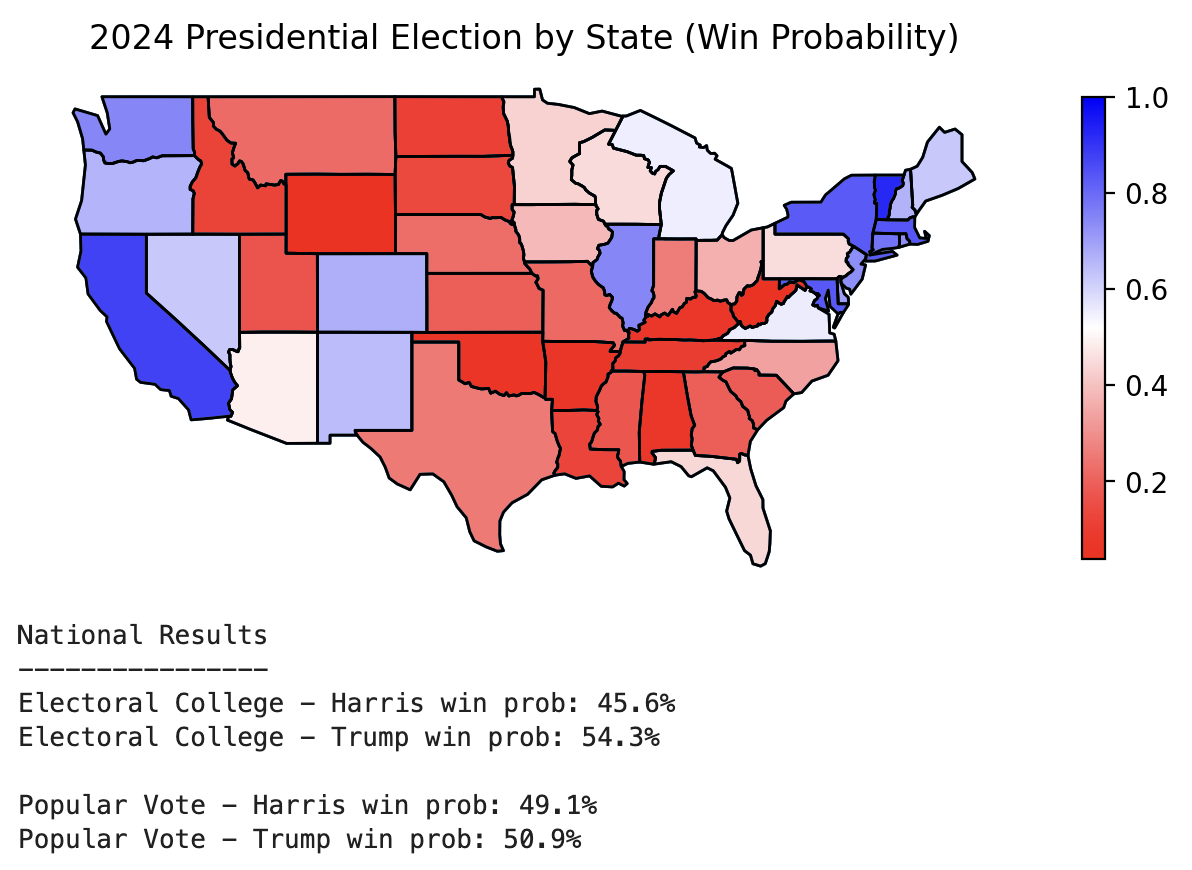 2024 Presidential Election by State (Win Probability)
1.0
0.8
0.6
0.4
0.2
National Results
----------------
Electoral College – Harris win prob: 45.6%
Electoral College – Trump win prob: 54.3%
Popular Vote – Harris win prob: 49.1%
Popular Vote – Trump win prob: 50.9%